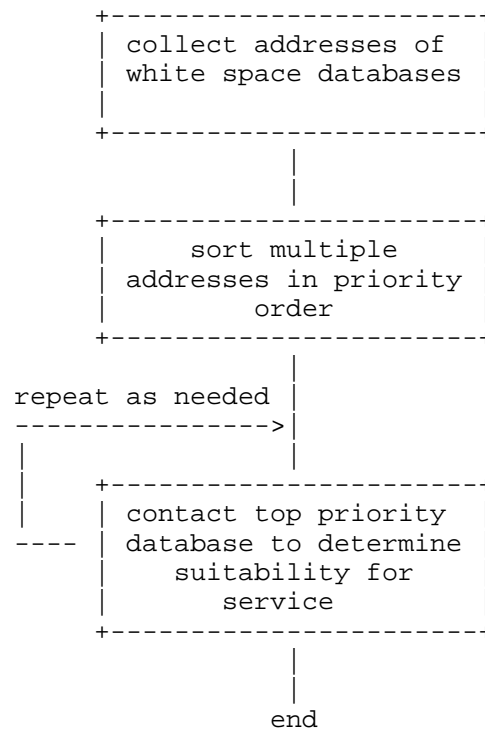 collect addresses of
white space databases
sort multiple
addresses in priority
order
repeat as needed
contact top priority
database to determine
suitability for
service
end